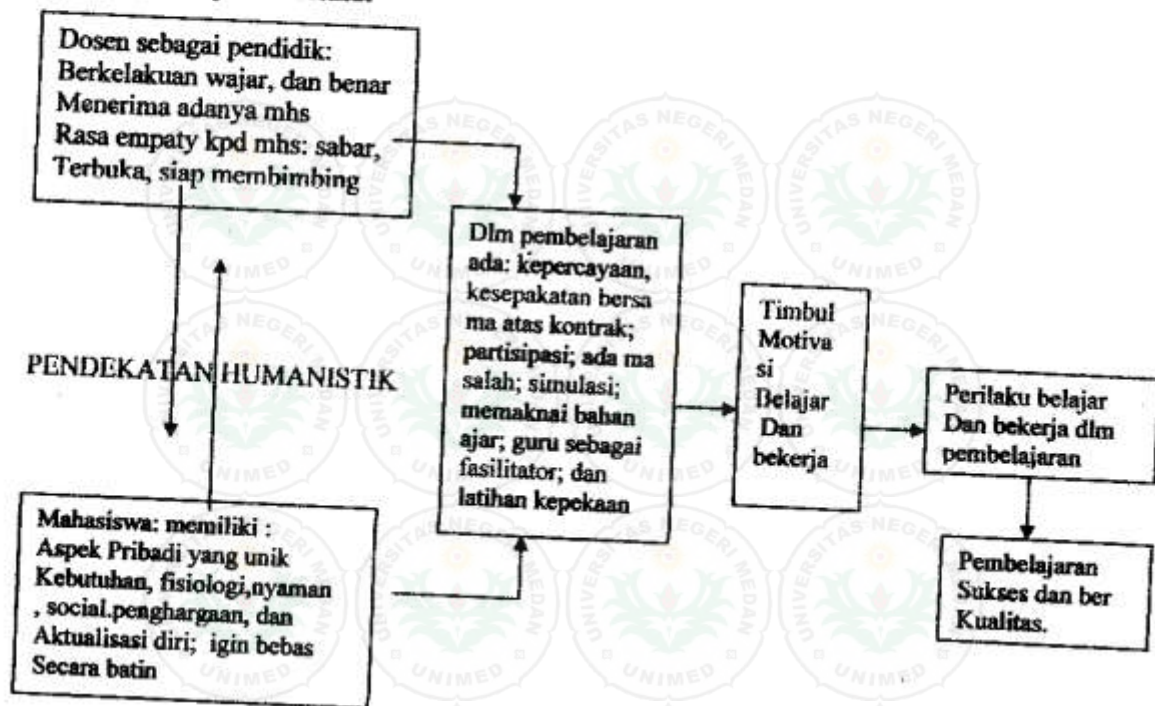 Dosen sebagai pendidik:
Berkelakuan wajar, dan benar
Menerima adanya mhs
Rasa empaty kpd mhs: sabar,
Terbuka, siap membimbing
PENDEKATAN HUMANISTIK
Mahasiswa: memiliki :
Aspek Pribadi yang unik
Kebutuhan, fisiologi,nyaman
, social.penghargaan, dan
Aktualisasi diri; igin bebas
Secara batin
Dlm pembelajaran
ada: kepercayaan,
kesepakatan bersa
ma atas kontrak;
partisipasi; ada ma
salah; simulasi;
memaknai bahan
ajar; guru sebagai
fasilitator; dan
latihan kepekaan
Timbul
Motiva
si
Belajar
Dan
bekerja
Perilaku belajar
Dan bekerja dlm
pembelajaran
Pembelajaran
Sukses dan ber
Kualitas.
UNIVERSITAS NEGERI MEDAN
UNIMED